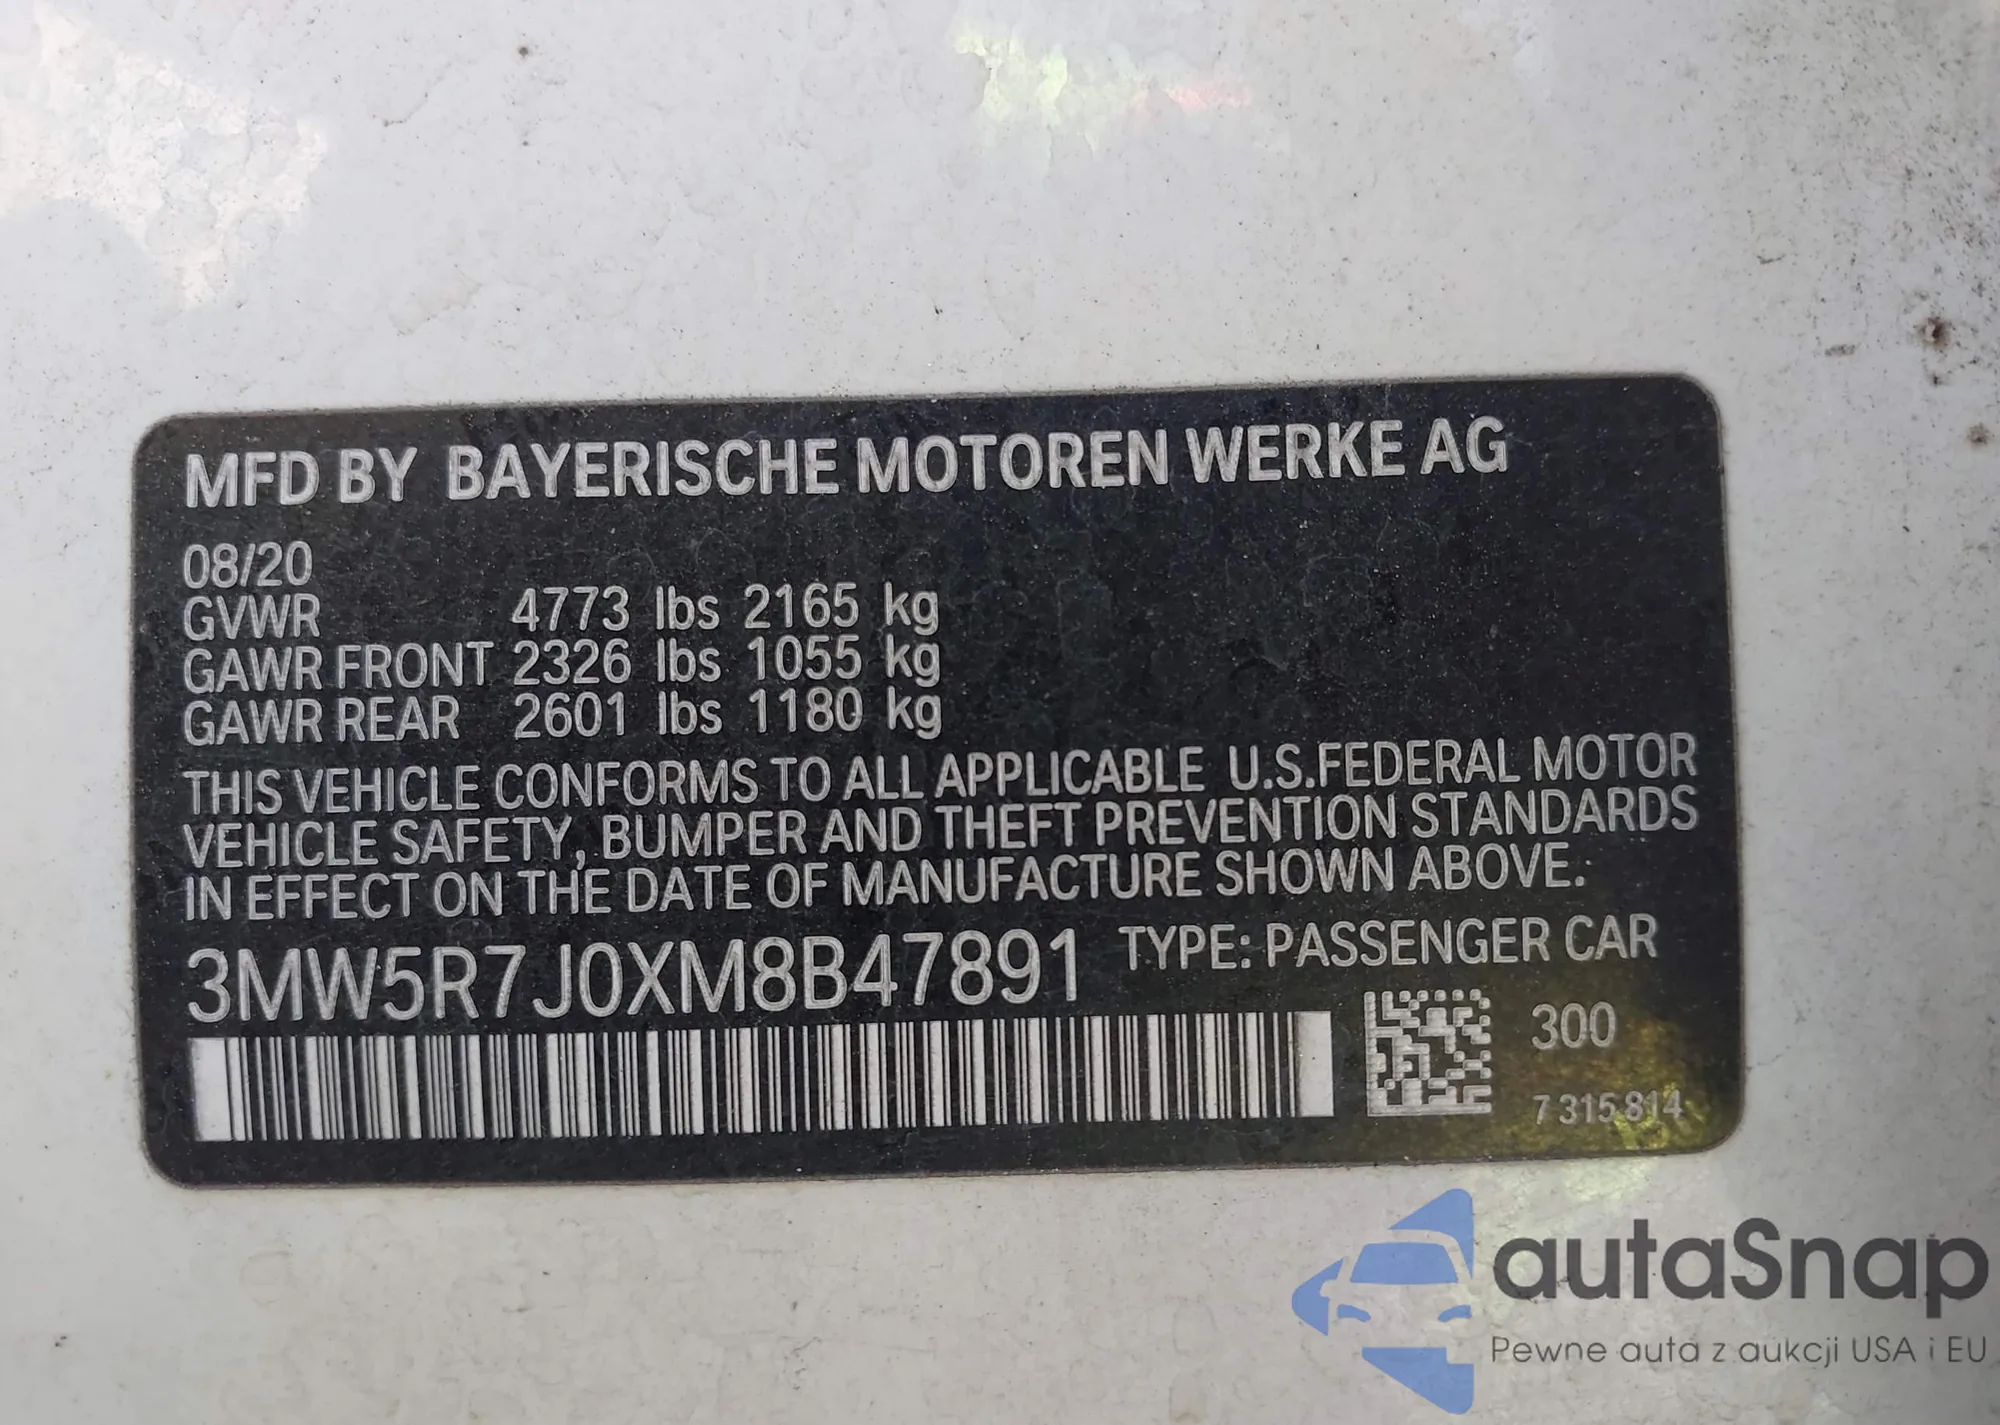 MFD BY BAYERISCHE MOTOREN WERKE AG
08/20
GVWR 4773 lbs 2165 kg
GAWR FRONT 2326 lbs 1055 kg
GAWR REAR 2601 lbs 1180 kg
THIS VEHICLE CONFORMS TO ALL APPLICABLE U.S.FEDERAL MOTOR
VEHICLE SAFETY, BUMPER AND THEFT PREVENTION STANDARDS
IN EFFECT ON THE DATE OF MANUFACTURE SHOWN ABOVE.:
3MW5R7J0XM8B47891 TYPE: PASSENGER CAR
300
7 315 814
autaSnap
Pewne auta z aukcji USA i EU